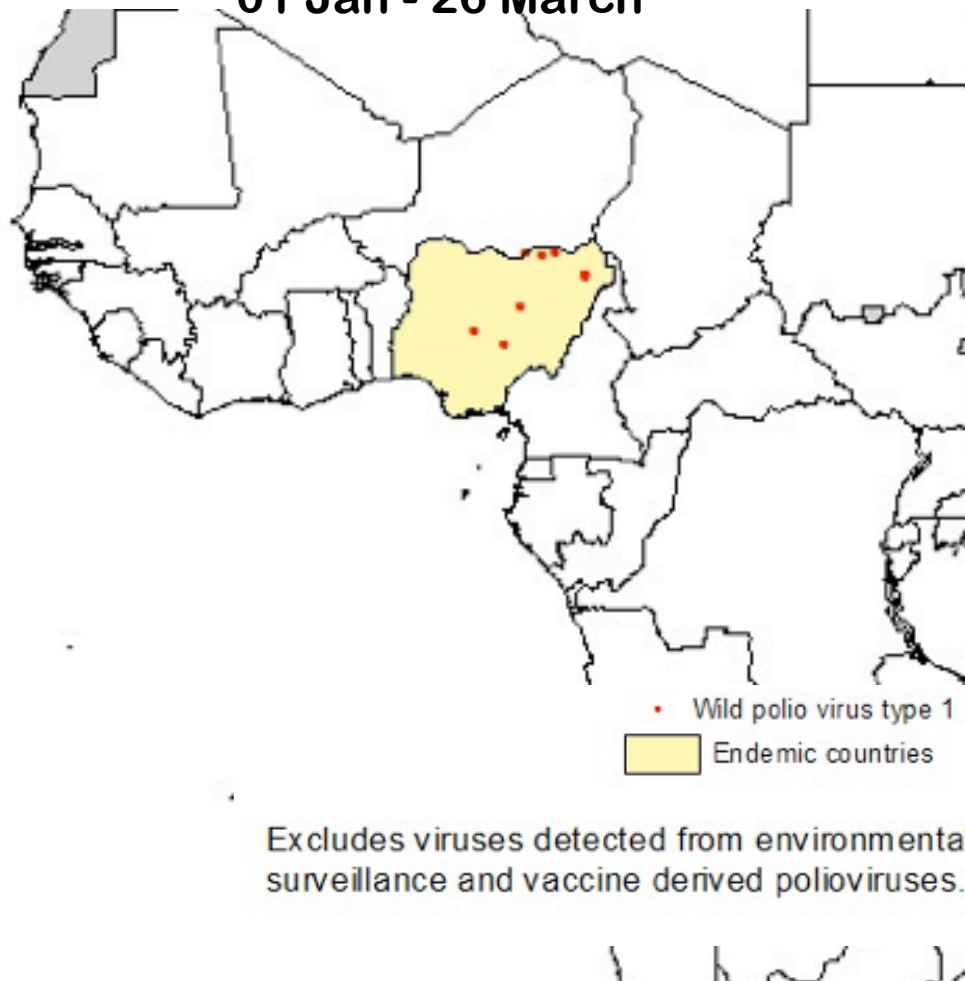 01 Jan - 26 March
Wild polio virus type 1
Endemic countries
Excludes viruses detected from environmenta
surveillance and vaccine derived polioviruses.